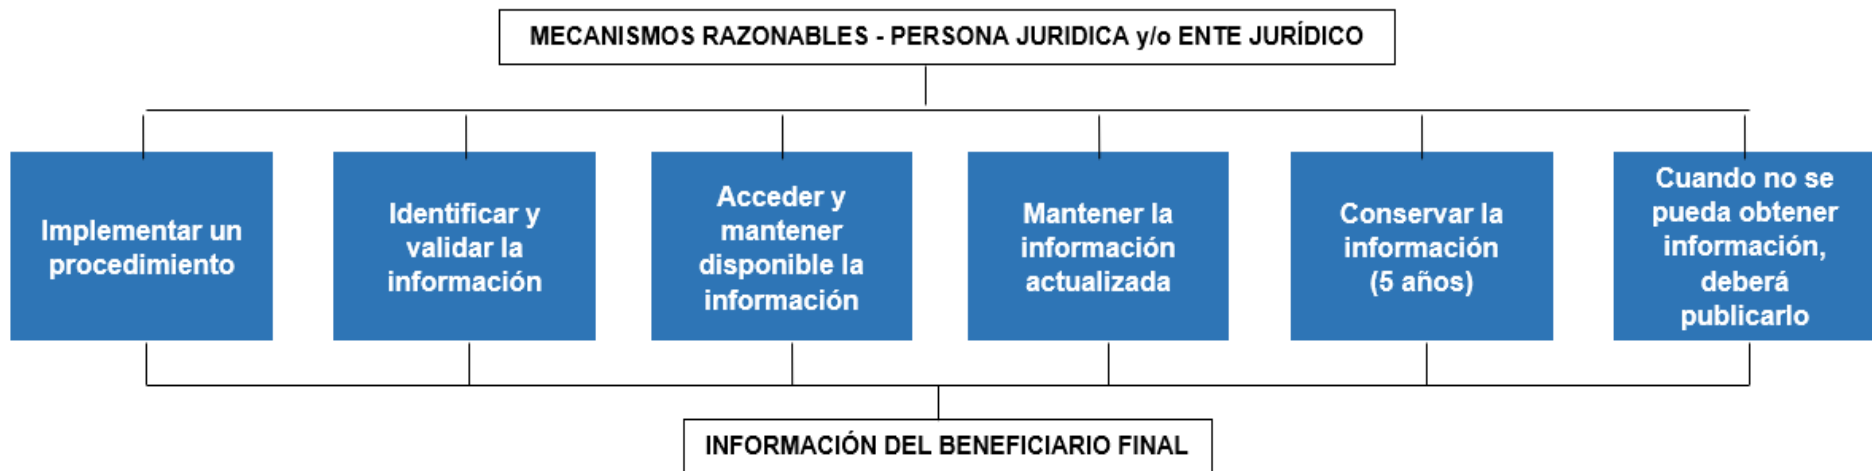 MECANISMOS RAZONABLES - PERSONA JURIDICA y/o ENTE JURÍDICO
Implementar un
procedimiento
Identificar y
validar la
información
Acceder y
mantener
disponible la
información
Mantener la
información
actualizada
Conservar la
información
(5 años)
Cuando no se
pueda obtener
información,
deberá
publicarlo
INFORMACIÓN DEL BENEFICIARIO FINAL